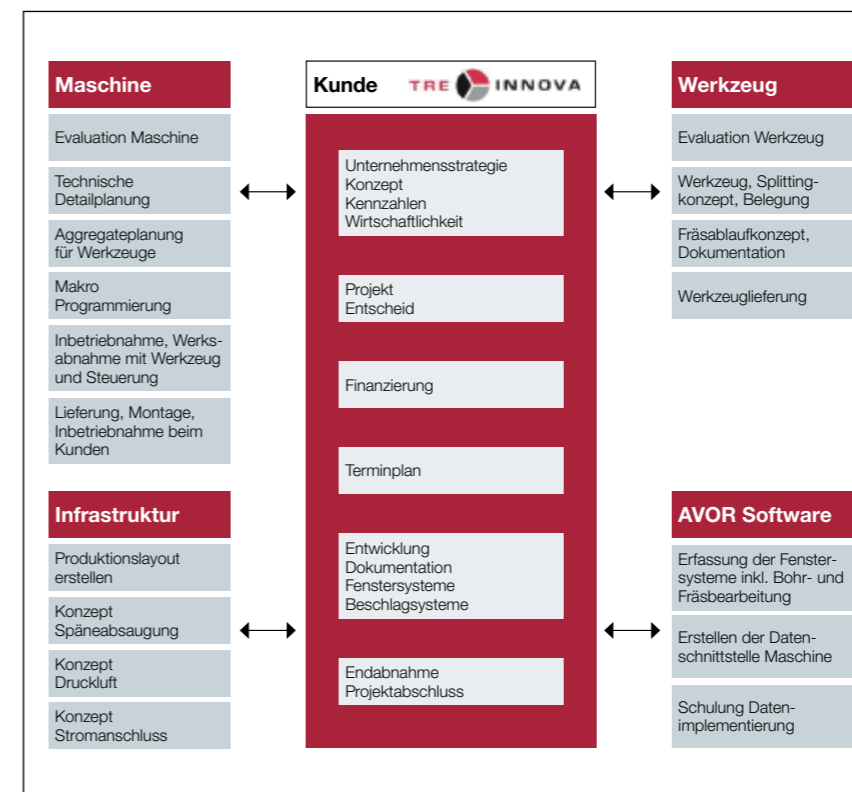 Maschine
Evaluation Maschine
Technische
Detailplanung
Aggregateplanung
für Werkzeuge
Makro
Programmierung
Inbetriebnahme, Werks-
abnahme mit Werkzeug
und Steuerung
Lieferung, Montage,
Inbetriebnahme beim
Kunden
Infrastruktur
Produktionslayout
erstellen
Konzept
Späneabsaugung
Konzept
Druckluft
Konzept
Stromanschluss
Kunde TRE INNOVA
Unternehmensstrategie
Konzept
Kennzahlen
Wirtschaftlichkeit
Projekt
Entscheid
Finanzierung
Terminplan
Entwicklung
Dokumentation
Fenstersysteme
Beschlagsysteme
Endabnahme
Projektabschluss
Werkzeug
Evaluation Werkzeug
Werkzeug, Splitting-
konzept, Belegung
Fräsablaufkonzept,
Dokumentation
Werkzeuglieferung
AVOR Software
Erfassung der Fenster-
systeme inkl. Bohr- und
Fräsbearbeitung
Erstellen der Daten-
schnittstelle Maschine
Schulung Daten-
implementierung